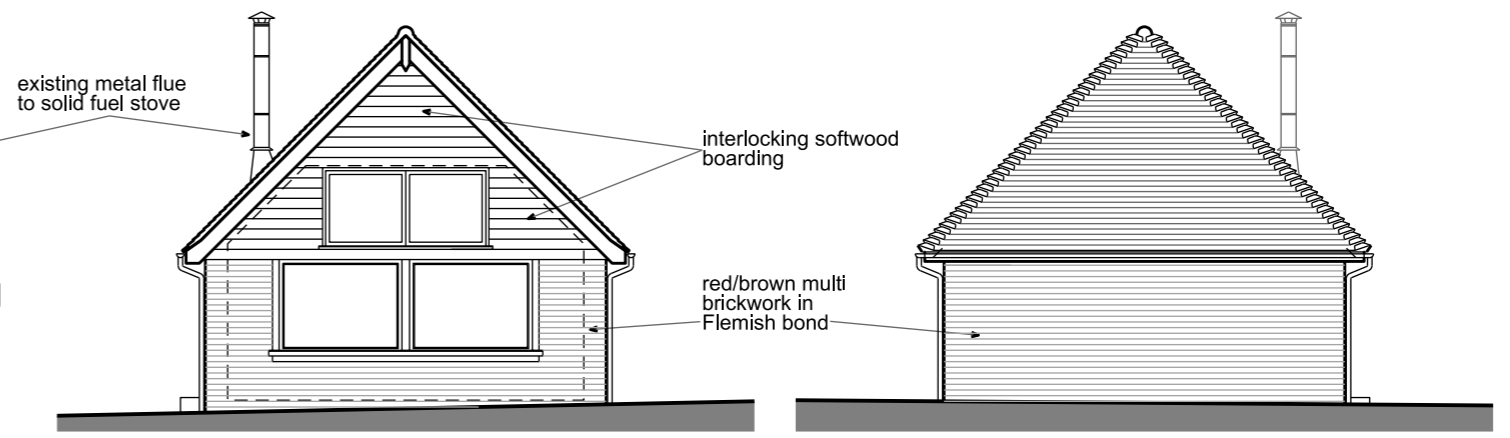 existing metal flue
to solid fuel stove
interlocking softwood
boarding
red/brown multi
brickwork in
Flemish bond